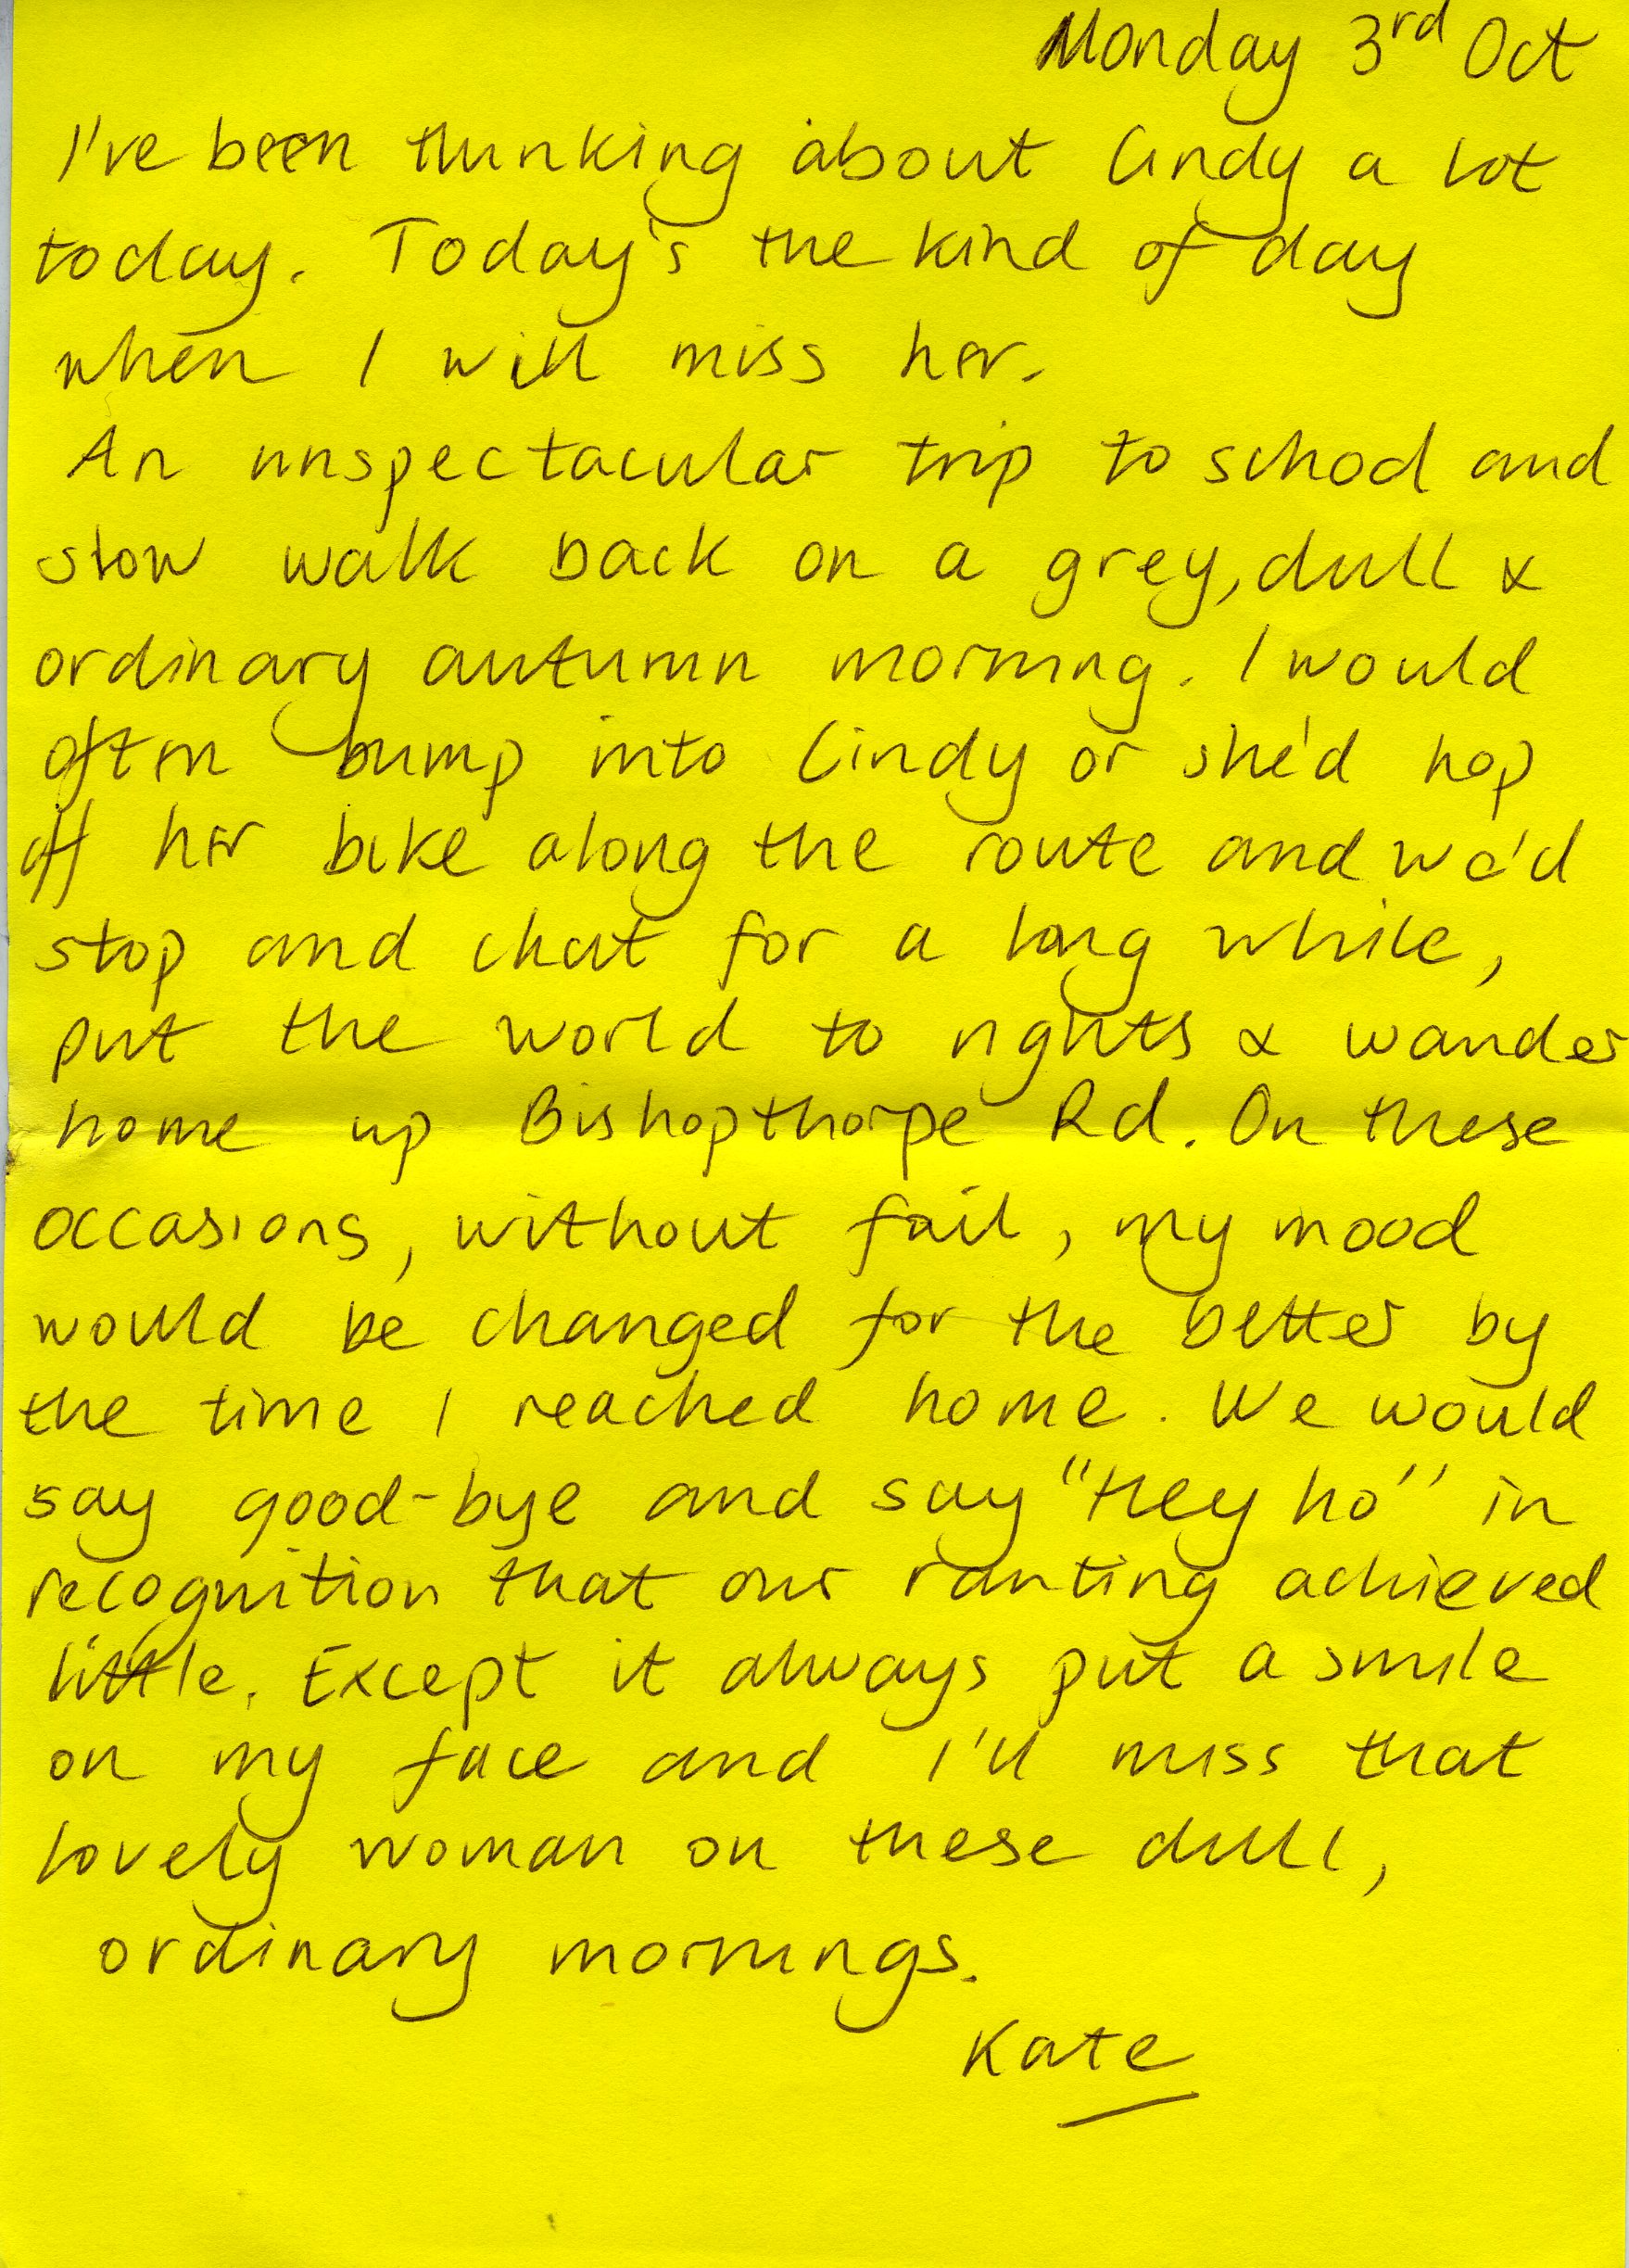 Monday 3rd Oct
I've been thinking about Cindy a lot
today. Today's the kind of day
when I will miss her.
An unspectacular trip to school and
slow walk back on a grey, dull &
ordinary autumn morning. I would
often bump into Cindy or she'd hop
off her bike along the route and we'd
stop and chat for a long while,
put the world to rights & wander
home up Bishopthorpe Rd. On these
occasions, without fail, my mood
would be changed for the better by
the time I reached home. We would
say good-bye and say "Hey ho" in
recognition that our ranting achieved
little. Except it always put a smile
on my face and I'll miss that
lovely woman on these dull,
ordinary mornings.
Kate